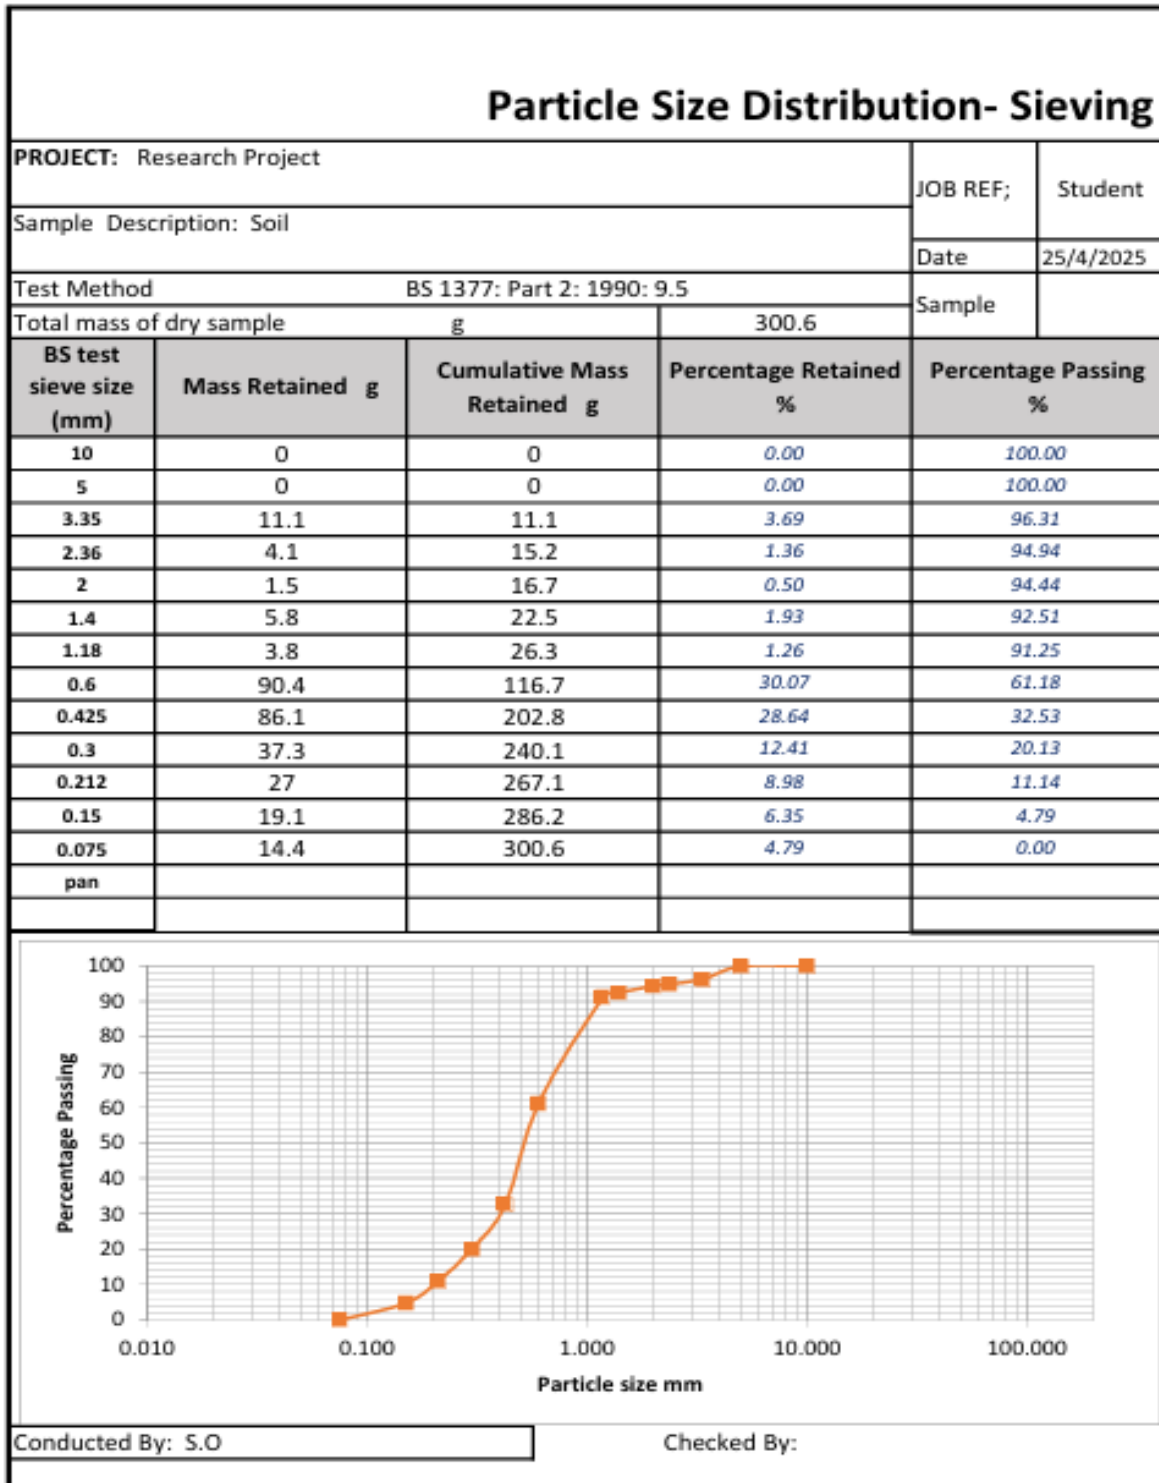 Particle Size Distribution- Sieving
PROJECT: Research Project
JOB REF; Student
Sample Description: Soil
Date 25/4/2025
Test Method BS 1377: Part 2: 1990: 9.5
Sample
Total mass of dry sample g 300.6
BS test sieve size (mm) Mass Retained g Cumulative Mass Retained g Percentage Retained % Percentage Passing %
10 0 0 0.00 100.00
5 0 0 0.00 100.00
3.35 11.1 11.1 3.69 96.31
2.36 4.1 15.2 1.36 94.94
2 1.5 16.7 0.50 94.44
1.4 5.8 22.5 1.93 92.51
1.18 3.8 26.3 1.26 91.25
0.6 90.4 116.7 30.07 61.18
0.425 86.1 202.8 28.64 32.53
0.3 37.3 240.1 12.41 20.13
0.212 27 267.1 8.98 11.14
0.15 19.1 286.2 6.35 4.79
0.075 14.4 300.6 4.79 0.00
pan
100
90
80
70
60
50
40
30
20
10
0
Percentage Passing
0.010 0.100 1.000 10.000 100.000
Particle size mm
Conducted By: S.O Checked By: